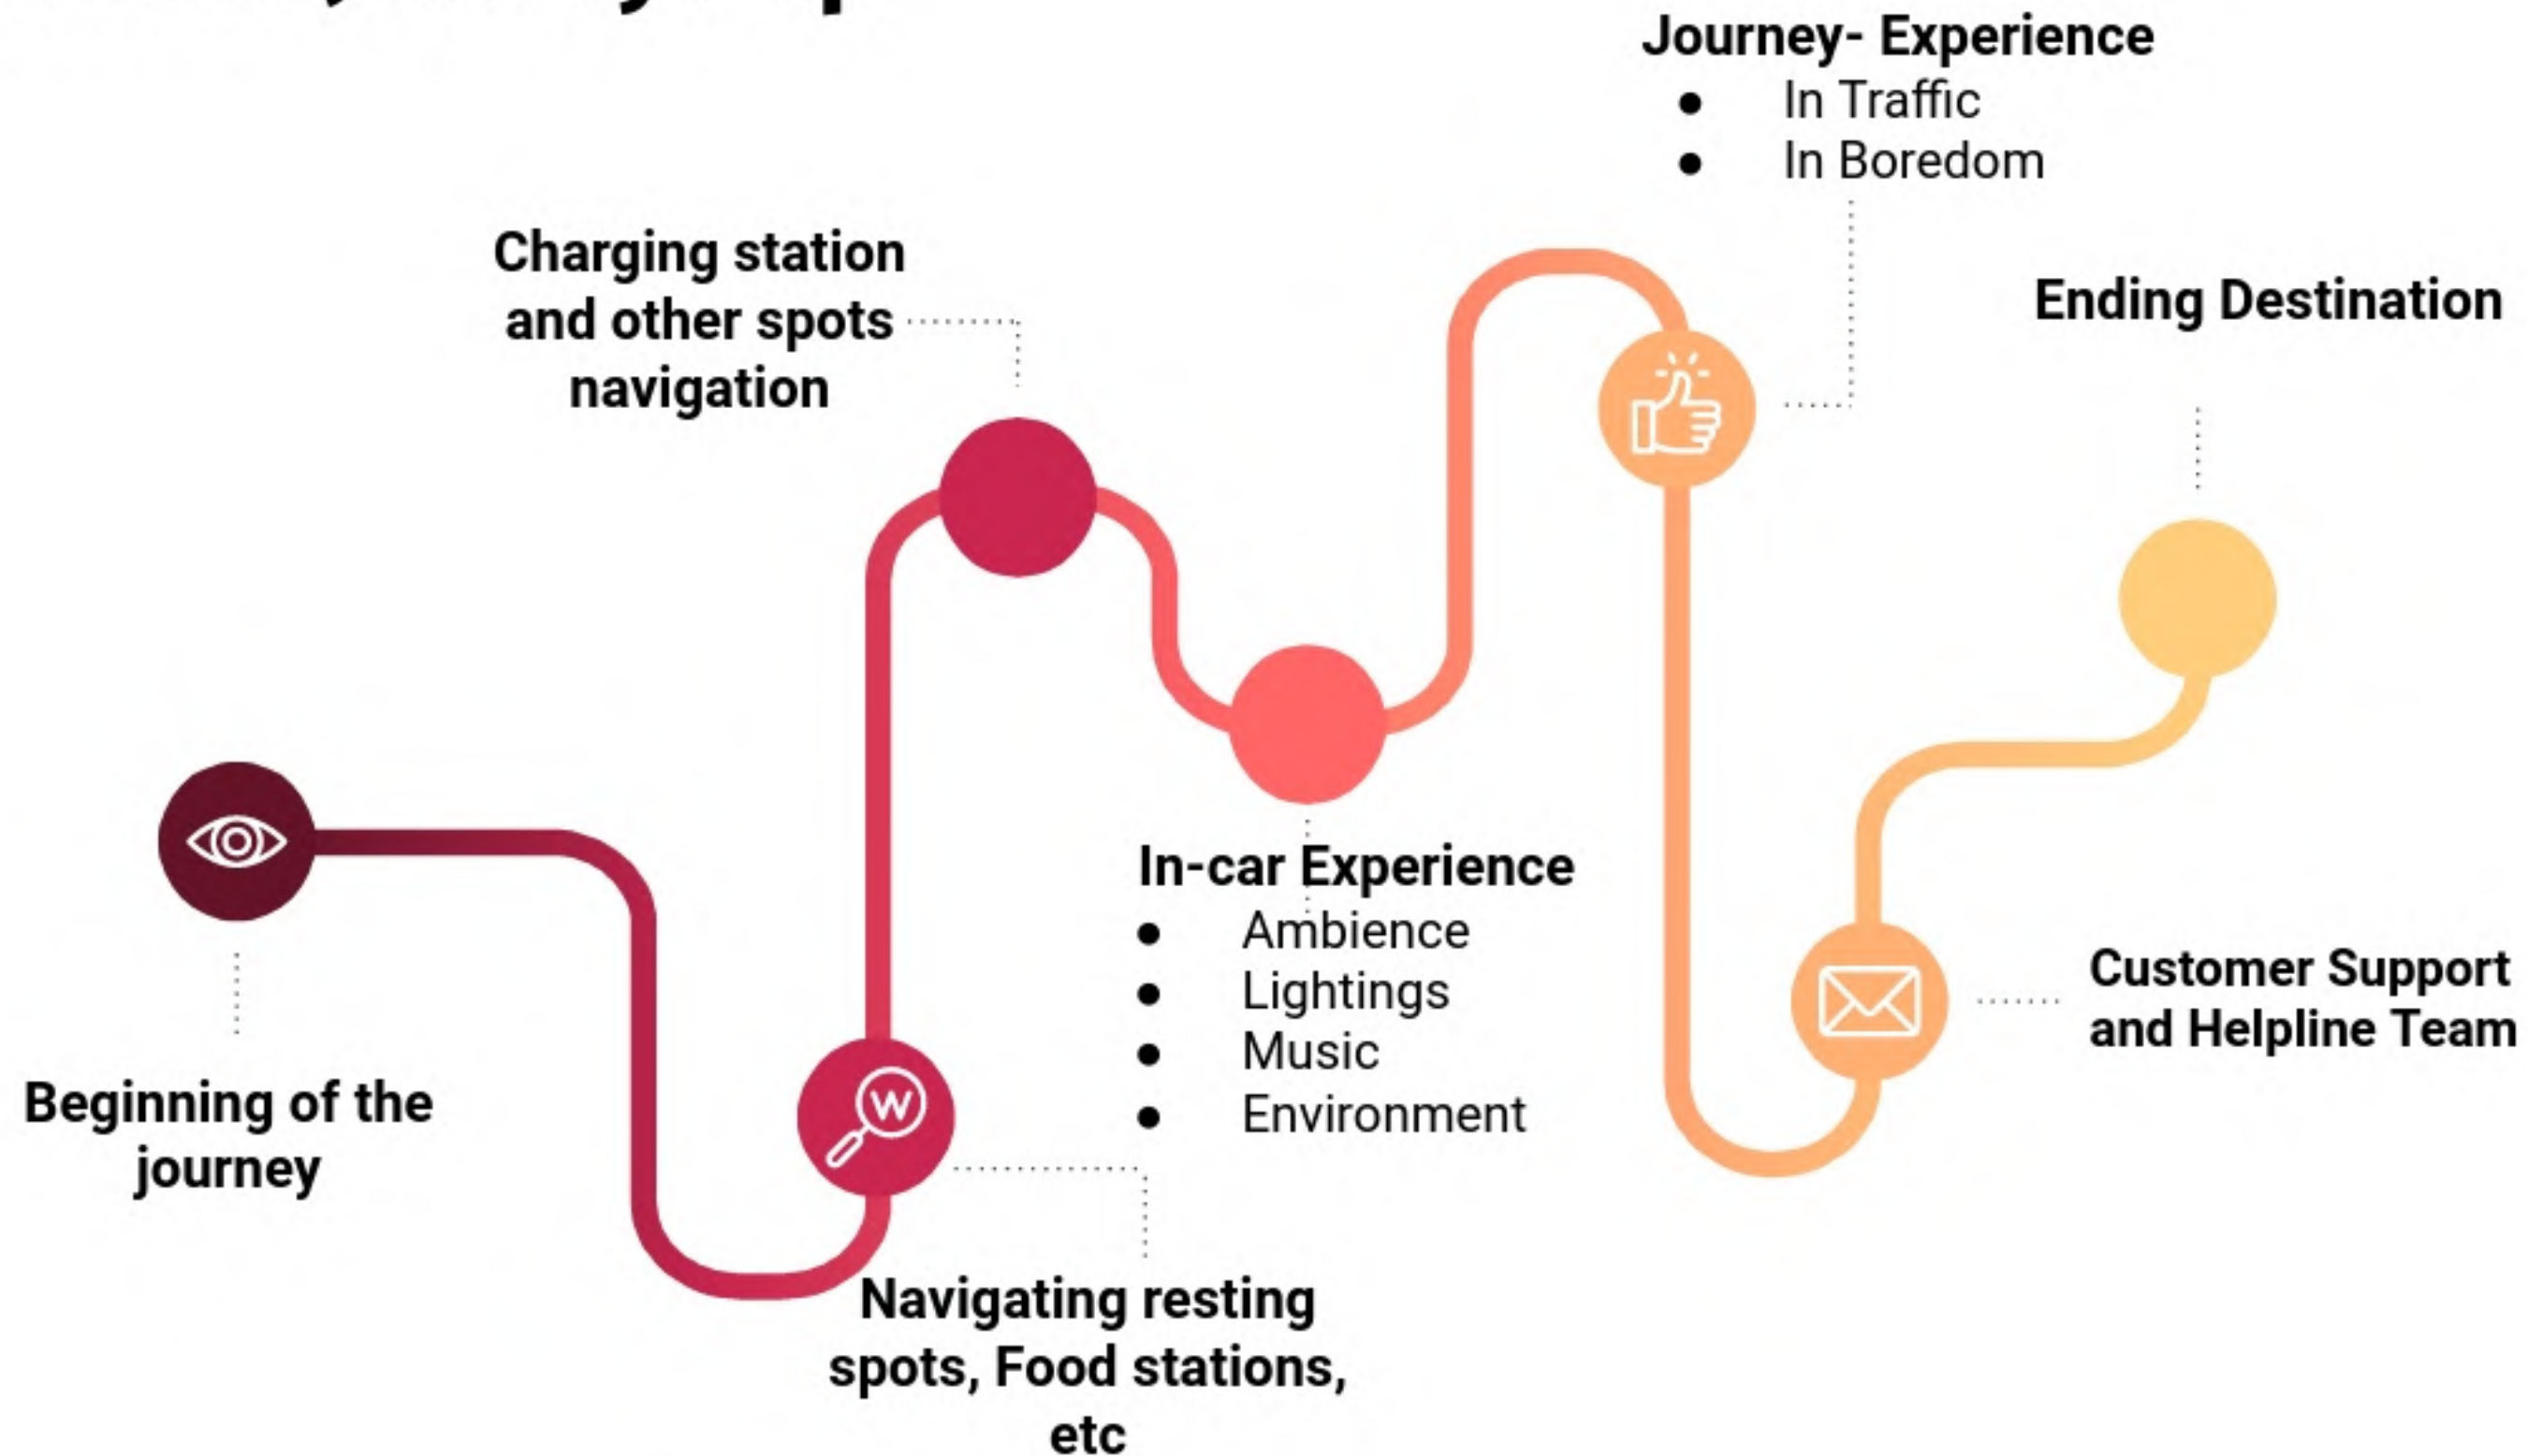 Journey- Experience
● In Traffic
● In Boredom
Charging station
and other spots
navigation
Ending Destination
In-car Experience
● Ambience
● Lightings
● Music
● Environment
Customer Support
and Helpline Team
Beginning of the
journey
W
Navigating resting
spots, Food stations,
etc